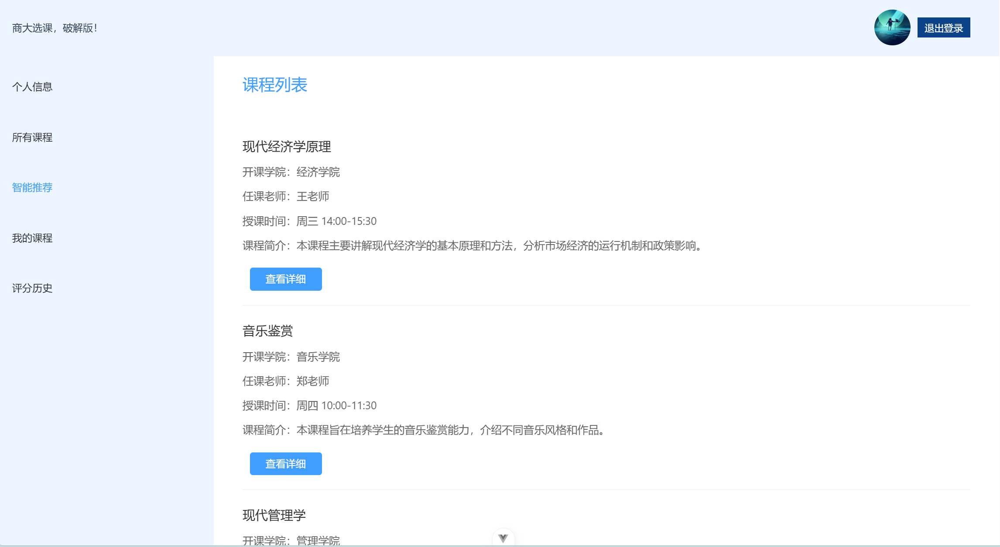 商大选课，破解版！
退出登录
个人信息
所有课程
智能推荐
我的课程
评分历史
课程列表
现代经济学原理
开课学院：经济学院
任课老师：王老师
授课时间：周三 14:00-15:30
课程简介：本课程主要讲解现代经济学的基本原理和方法，分析市场经济的运行机制和政策影响。
查看详细
音乐鉴赏
开课学院：音乐学院
任课老师：郑老师
授课时间：周四 10:00-11:30
课程简介：本课程旨在培养学生的音乐鉴赏能力，介绍不同音乐风格和作品。
查看详细
现代管理学
开课学院：管理学院